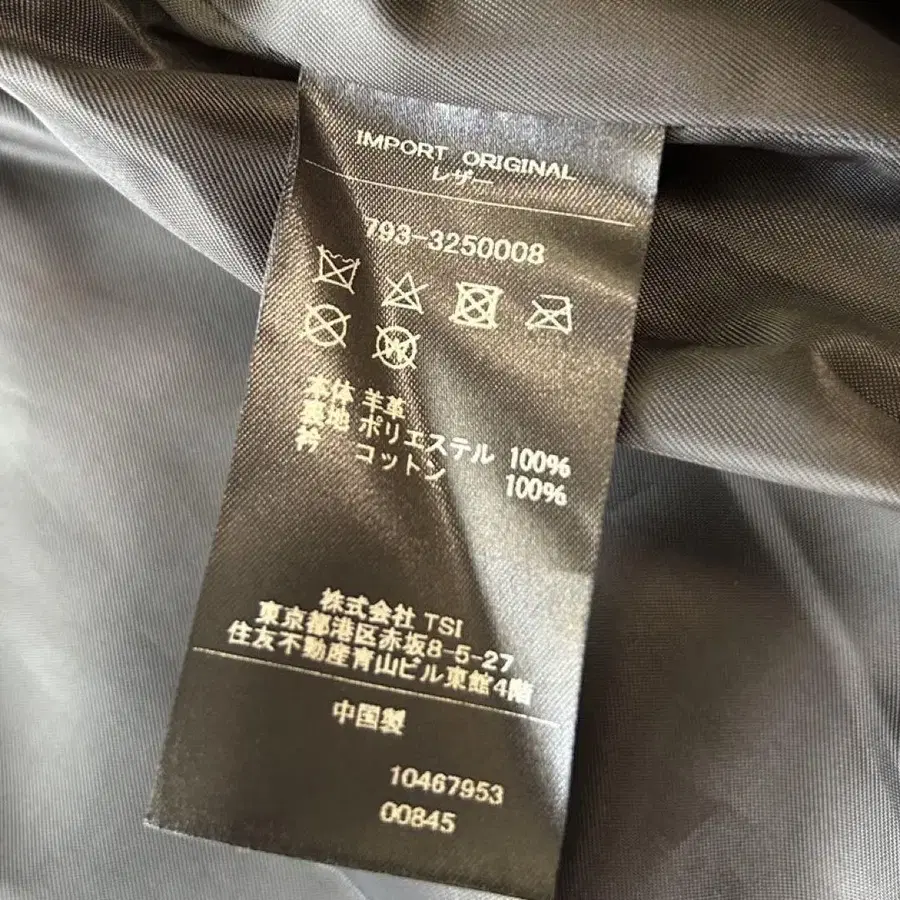 IMPORT ORIGINAL
レザー
793-3250008
本体 羊革
裏地 ポリエステル 100%
衿 コットン 100%
株式会社 TSI
東京都港区赤坂8-5-27
住友不動産青山ビル東館4階
中国製
10467953
00845